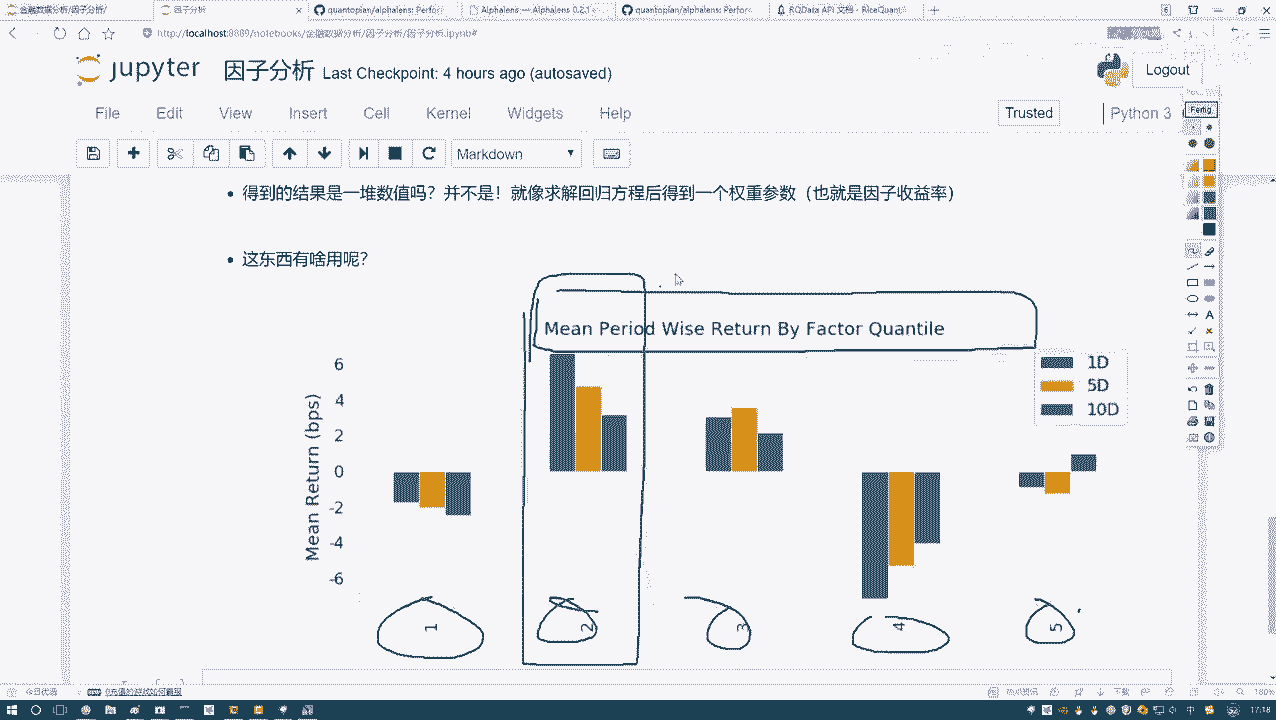 金融数据分析/因子分析/
因子分析
quantopian/alphalens: Perfor
Alphalens — Alphalens 0.2.1
quantopian/alphalens: Perfor
RQData API 文档 - RiceQuant
http://localhost:8889/notebooks/金融数据分析/因子分析/因子分析.ipynb#
jupyter 因子分析 Last Checkpoint: 4 hours ago (autosaved)
Logout
File Edit View Insert Cell Kernel Widgets Help
Trusted
Python 3
Markdown
Fertig
得到的结果是一堆数值吗？并不是！就像求解回归方程后得到一个权重参数（也就是因子收益率）
这东西有啥用呢？
Mean Period Wise Return By Factor Quantile
1D
5D
10D
Mean Return (bps)
6
4
2
0
-2
-4
-6
1
2
3
4
5
180%
17:18